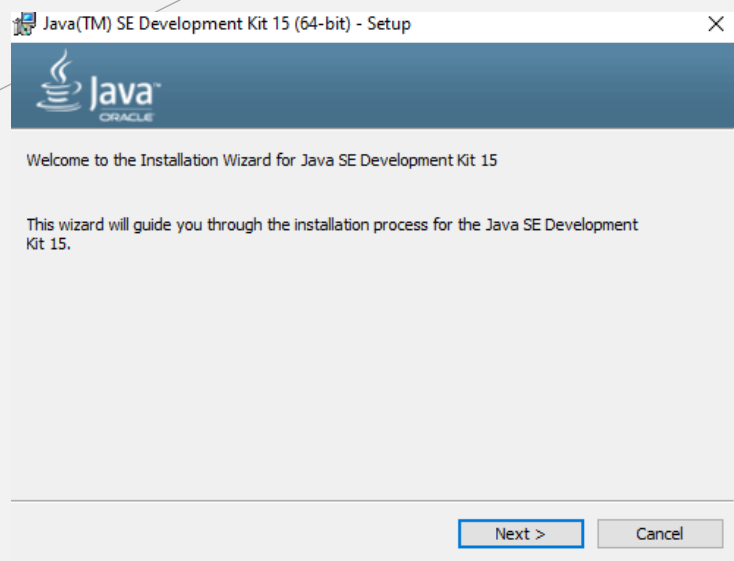 Java(TM) SE Development Kit 15 (64-bit) - Setup
Java™
ORACLE
Welcome to the Installation Wizard for Java SE Development Kit 15
This wizard will guide you through the installation process for the Java SE Development
Kit 15.
Next >
Cancel